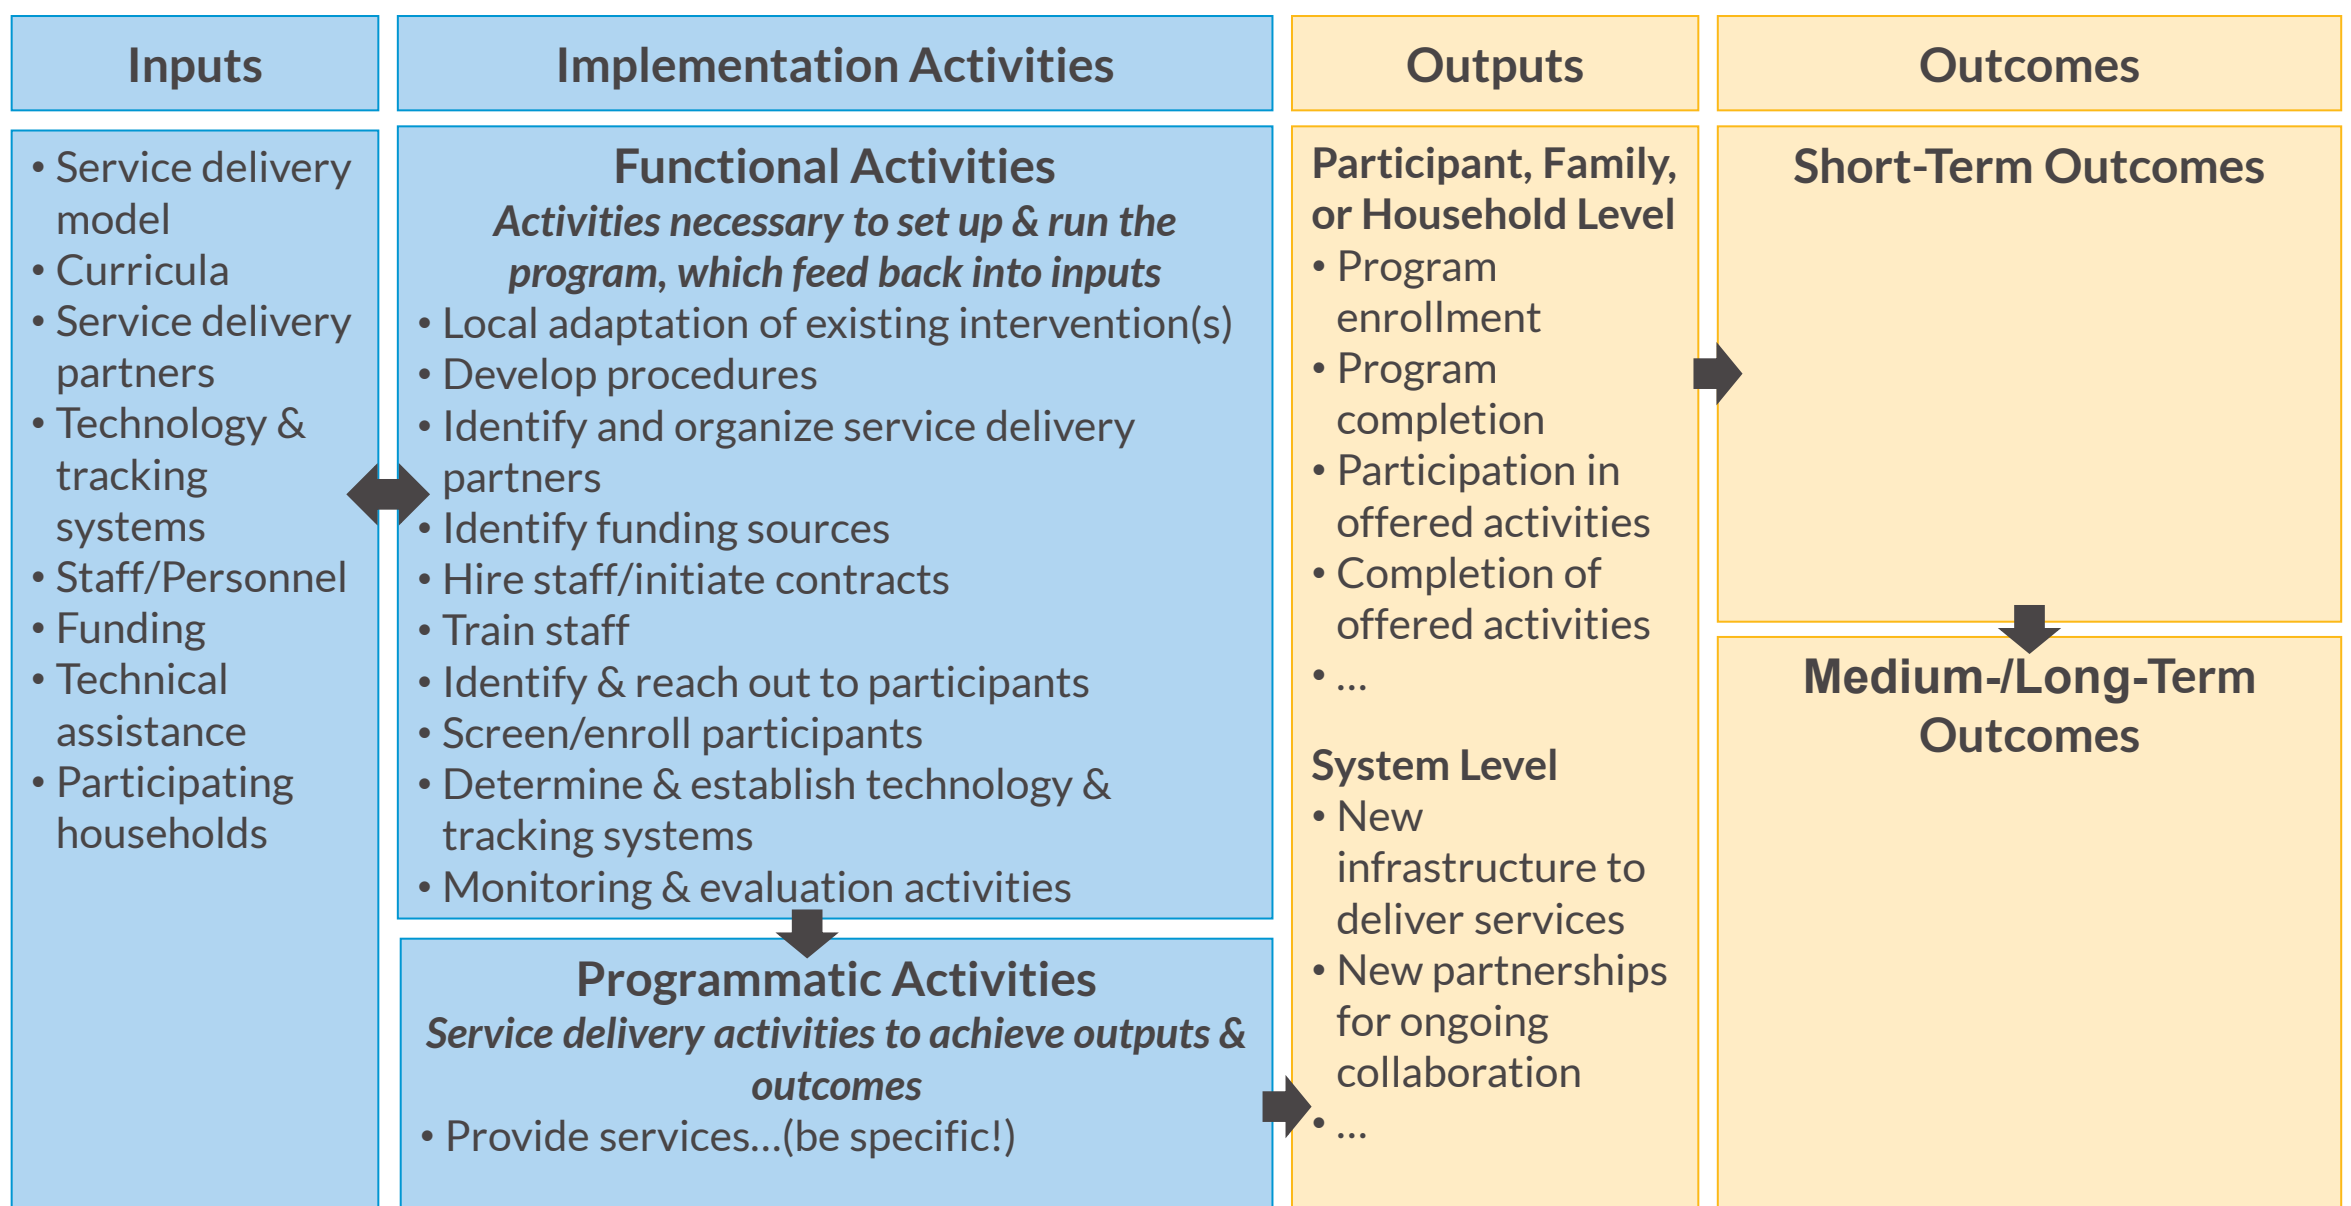 Inputs
Implementation Activities
Outputs
Outcomes
• Service delivery
model
• Curricula
• Service delivery
partners
• Technology &
tracking
systems
• Staff/Personnel
• Funding
• Technical
assistance
• Participating
households
Functional Activities
Activities necessary to set up & run the
program, which feed back into inputs
• Local adaptation of existing intervention(s)
• Develop procedures
• Identify and organize service delivery
partners
• Identify funding sources
• Hire staff/initiate contracts
• Train staff
• Identify & reach out to participants
• Screen/enroll participants
• Determine & establish technology &
tracking systems
• Monitoring & evaluation activities
Programmatic Activities
Service delivery activities to achieve outputs &
outcomes
• Provide services...(be specific!)
Participant, Family,
or Household Level
• Program
enrollment
• Program
completion
• Participation in
offered activities
• Completion of
offered activities
• ...
System Level
• New
infrastructure to
deliver services
• New partnerships
for ongoing
collaboration
• ...
Short-Term Outcomes
Medium-/Long-Term
Outcomes